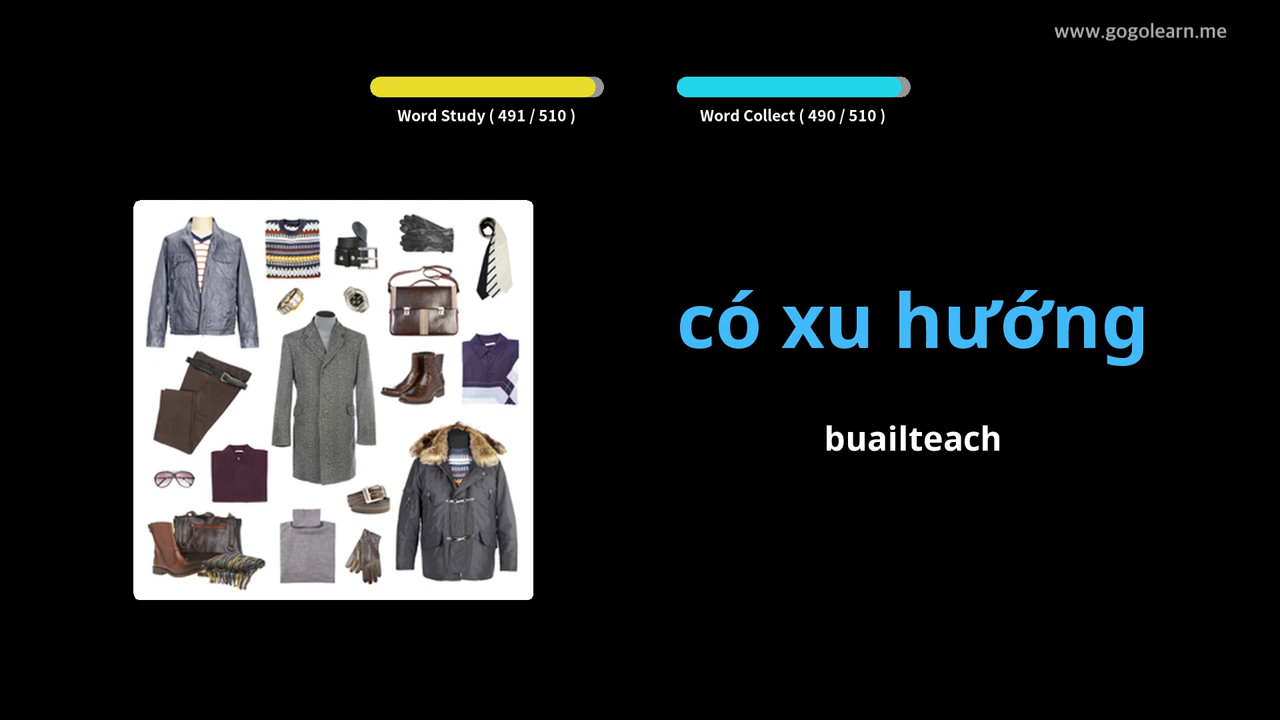 www.gogolearn.me
Word Study ( 491 / 510 )
Word Collect ( 490 / 510 )
có xu hướng
buailteach